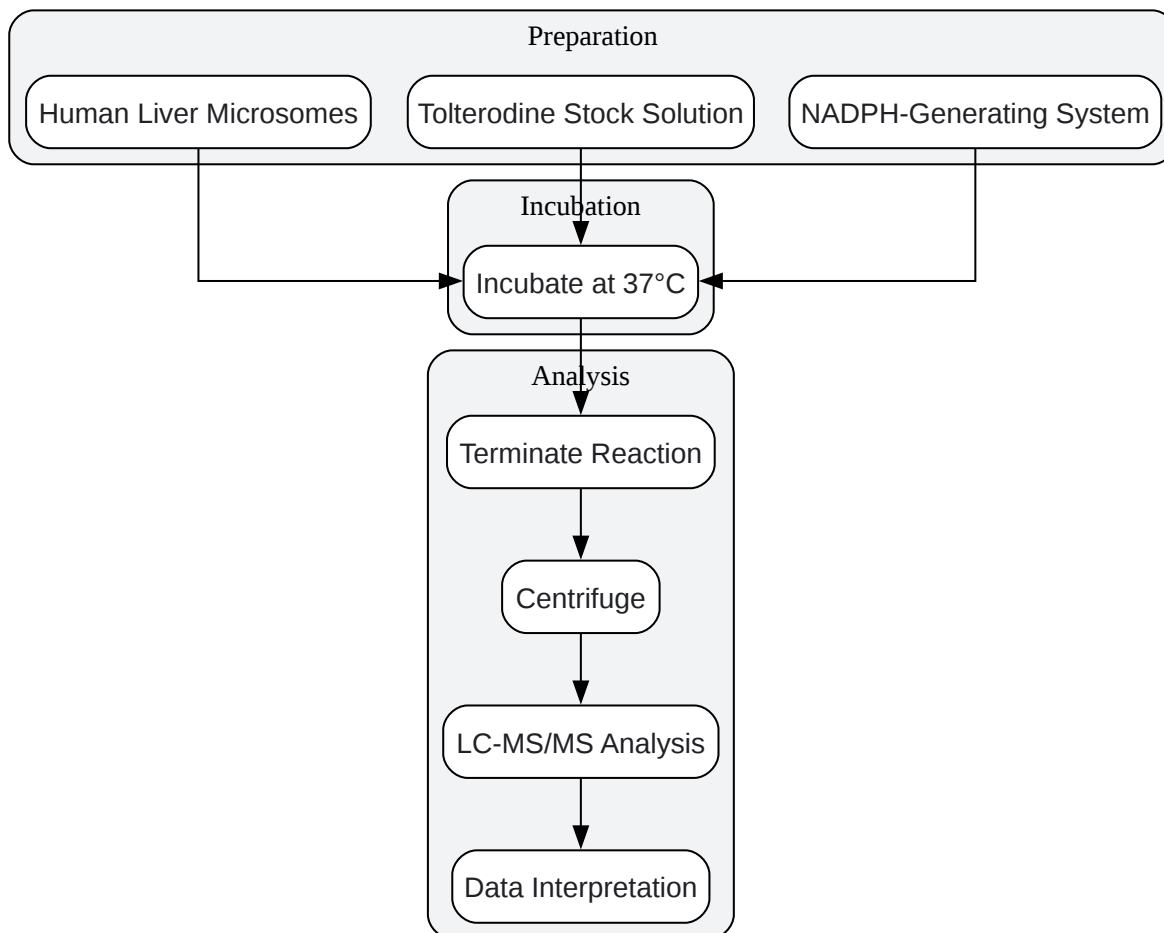 Preparation
Human Liver Microsomes
Tolterodine Stock Solution
NADPH-Generating System
Incubation
Incubate at 37°C
Analysis
Terminate Reaction
Centrifuge
LC-MS/MS Analysis
Data Interpretation